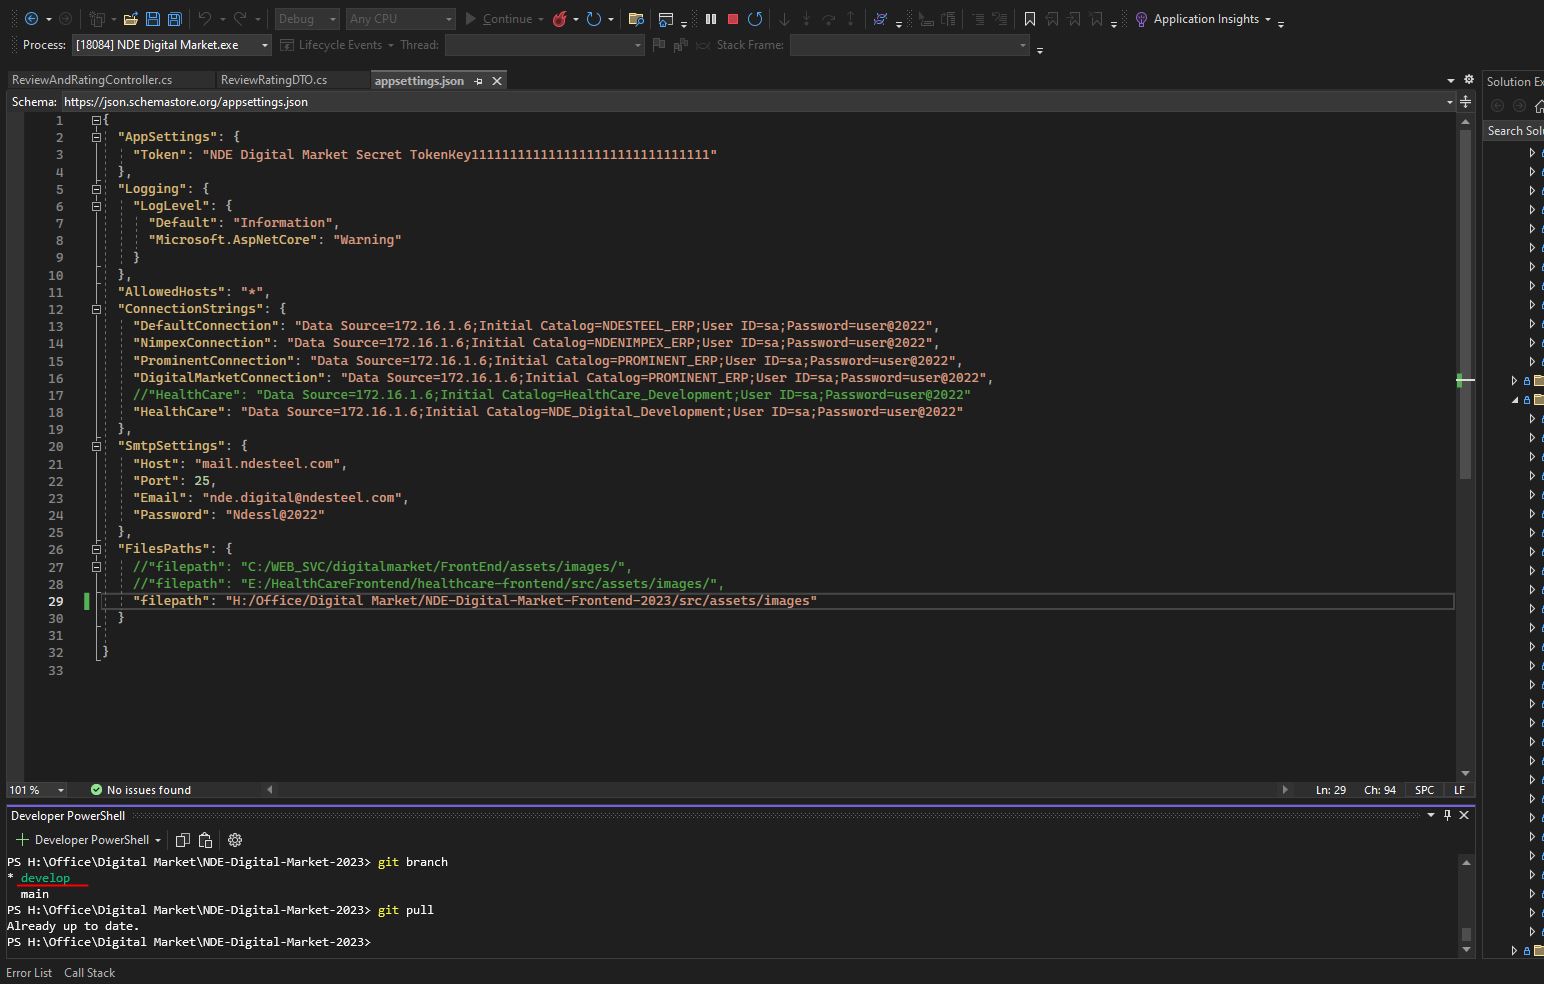 Debug Any CPU Continue Application Insights
Process: [18084] NDE Digital Market.exe Lifecycle Events Thread: Stack Frame:
ReviewAndRatingController.cs ReviewRatingDTO.cs appsettings.json
Solution Ex
Schema: https://json.schemastore.org/appsettings.json
Search Solu
1 {
2 "AppSettings": {
3 "Token": "NDE Digital Market Secret TokenKey1111111111111111111111111111111"
4 },
5 "Logging": {
6 "LogLevel": {
7 "Default": "Information",
8 "Microsoft.AspNetCore": "Warning"
9 }
10 },
11 "AllowedHosts": "*",
12 "ConnectionStrings": {
13 "DefaultConnection": "Data Source=172.16.1.6;Initial Catalog=NDESTEEL_ERP;User ID=sa;Password=user@2022",
14 "NimpexConnection": "Data Source=172.16.1.6;Initial Catalog=NDENIMPEX_ERP;User ID=sa;Password=user@2022",
15 "ProminentConnection": "Data Source=172.16.1.6;Initial Catalog=PROMINENT_ERP;User ID=sa;Password=user@2022",
16 "DigitalMarketConnection": "Data Source=172.16.1.6;Initial Catalog=PROMINENT_ERP;User ID=sa;Password=user@2022",
17 //"HealthCare": "Data Source=172.16.1.6;Initial Catalog=HealthCare_Development;User ID=sa;Password=user@2022"
18 "HealthCare": "Data Source=172.16.1.6;Initial Catalog=NDE_Digital_Development;User ID=sa;Password=user@2022"
19 },
20 "SmtpSettings": {
21 "Host": "mail.ndesteel.com",
22 "Port": 25,
23 "Email": "nde.digital@ndesteel.com",
24 "Password": "Ndessl@2022"
25 },
26 "FilesPaths": {
27 //"filepath": "C:/WEB_SVC/digitalmarket/FrontEnd/assets/images/",
28 //"filepath": "E:/HealthCareFrontend/healthcare-frontend/src/assets/images/",
29 "filepath": "H:/Office/Digital Market/NDE-Digital-Market-Frontend-2023/src/assets/images"
30 }
31
32 }
33
101 % No issues found Ln: 29 Ch: 94 SPC LF
Developer PowerShell
Developer PowerShell
PS H:\Office\Digital Market\NDE-Digital-Market-2023> git branch
* develop
main
PS H:\Office\Digital Market\NDE-Digital-Market-2023> git pull
Already up to date.
PS H:\Office\Digital Market\NDE-Digital-Market-2023>
Error List Call Stack